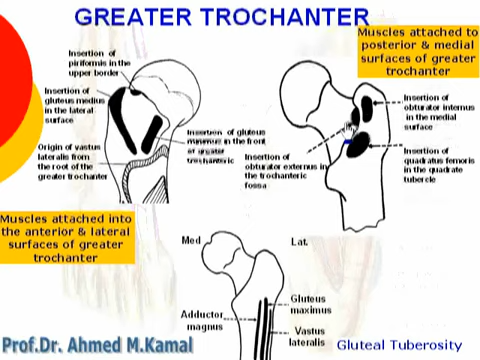 GREATER TROCHANTER
Muscles attached to
posterior & medial
surfaces of greater
trochanter
Insertion of
piriformis in the
upper border
Insertion of
gluteus medius in
the lateral
surface
Origin of vastus
lateralis from
the root of the
greater trochanter
Insertion of gluteus
minimus in the front
of greater
trochanteric
Insertion of
obturator externus in
the trochanteric
fossa
Insertion of
obturator internus
in the medial
surface
Insertion of
quadratus femoris
in the quadrate
tubercle
Muscles attached into
the anterior & lateral
surfaces of greater
trochanter
Med
Lat.
Adductor
magnus
Gluteus
maximus
Vastus
lateralis
Prof.Dr. Ahmed M.Kamal
Gluteal Tuberosity